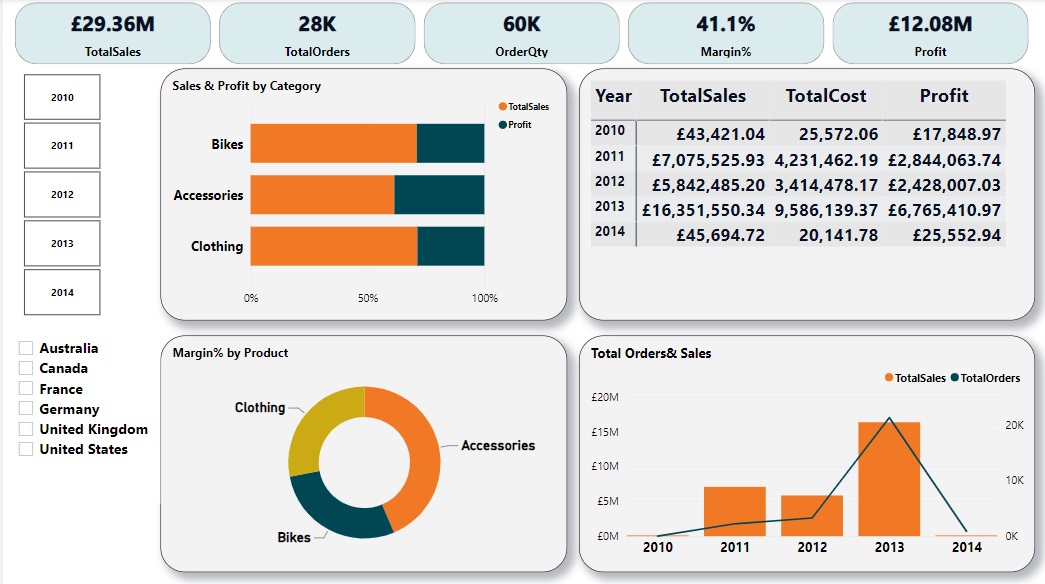 £29.36M
TotalSales
28K
TotalOrders
60K
OrderQty
41.1%
Margin%
£12.08M
Profit
2010
2011
2012
2013
2014
Australia
Canada
France
Germany
United Kingdom
United States
Sales & Profit by Category
TotalSales
Profit
Bikes
Accessories
Clothing
0% 50% 100%
Year TotalSales TotalCost Profit
2010 £43,421.04 25,572.06 £17,848.97
2011 £7,075,525.93 4,231,462.19 £2,844,063.74
2012 £5,842,485.20 3,414,478.17 £2,428,007.03
2013 £16,351,550.34 9,586,139.37 £6,765,410.97
2014 £45,694.72 20,141.78 £25,552.94
Margin% by Product
Clothing
Accessories
Bikes
Total Orders& Sales
TotalSales TotalOrders
£20M
£15M
£10M
£5M
£0M
20K
10K
0K
2010 2011 2012 2013 2014